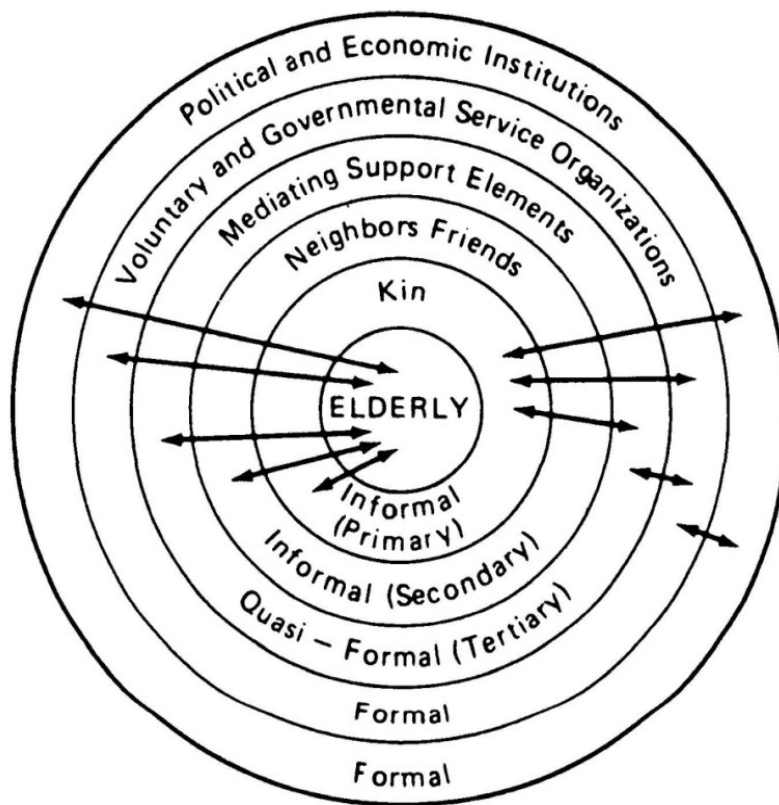 Political and Economic Institutions
Voluntary and Governmental Service Organizations
Mediating Support Elements
Neighbors Friends
Kin
ELDERLY
Informal
(Primary)
Informal (Secondary)
Quasi – Formal (Tertiary)
Formal
Formal